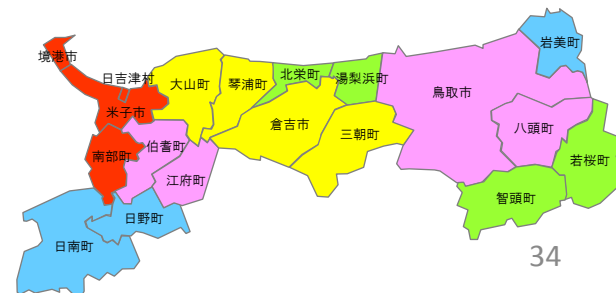 境港市
日吉津村
米子市
大山町
琴浦町
北栄町
湯梨浜町
鳥取市
岩美町
南部町
伯耆町
倉吉市
三朝町
八頭町
若桜町
江府町
智頭町
日野町
日南町
34